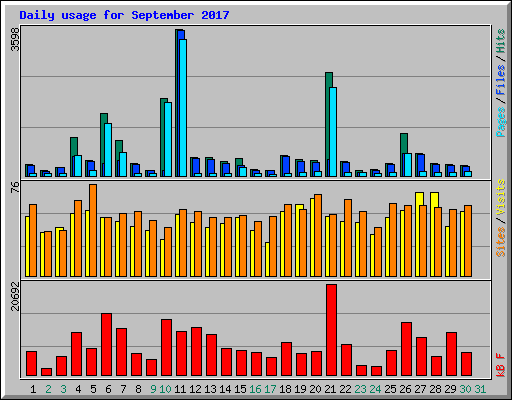 Daily usage for September 2017
3598
Pages / Files / Hits
76
Sites / Visits
20692
kB F
1 2 3 4 5 6 7 8 9 10 11 12 13 14 15 16 17 18 19 20 21 22 23 24 25 26 27 28 29 30 31